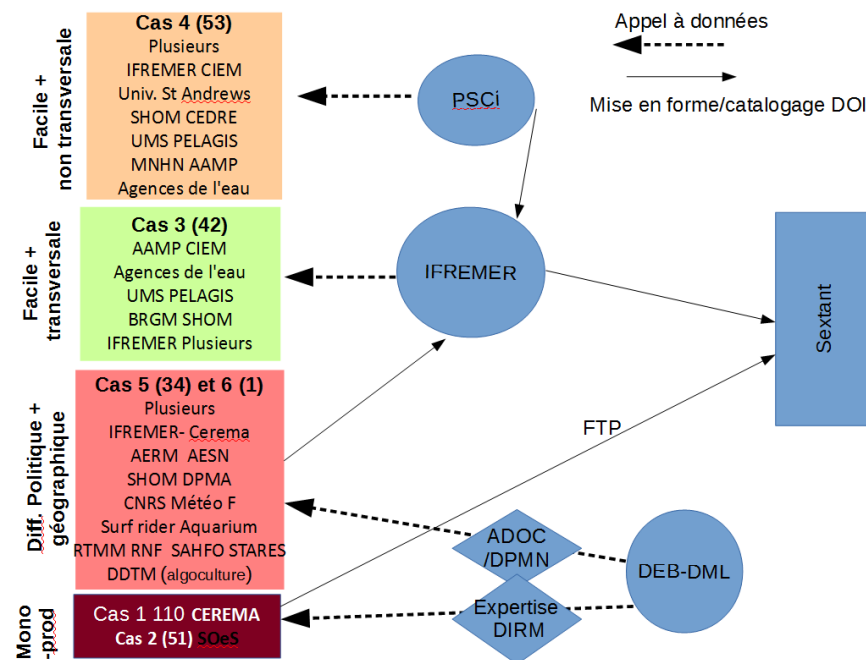 Facile +
non transversale
Cas 4 (53)
Plusieurs
IFREMER CIEM
Univ. St Andrews
SHOM CEDRE
UMS PELAGIS
MNHN AAMP
Agences de l'eau
PSCi
Appel à données
Mise en forme/catalogage DOI
Facile +
transversale
Cas 3 (42)
AAMP CIEM
Agences de l'eau
UMS PELAGIS
BRGM SHOM
IFREMER Plusieurs
IFREMER
Sextant
Diff. Politique +
géographique
Cas 5 (34) et 6 (1)
Plusieurs
IFREMER- Cerema
AERM AESN
SHOM DPMA
CNRS Météo F
Surf rider Aquarium
RTMM RNF SAHFO STARES
DDTM (algoculture)
FTP
ADOC
/DPMN
DEB-DML
Expertise
DIRM
Mono
-prod
Cas 1 110 CEREMA
Cas 2 (51) SOeS